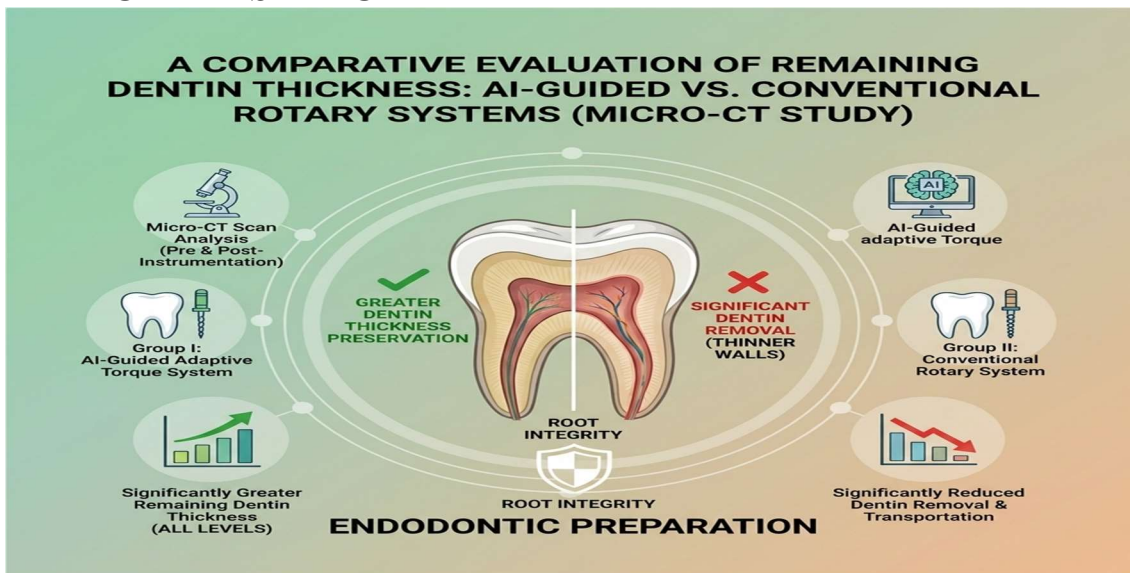 A COMPARATIVE EVALUATION OF REMAINING
DENTIN THICKNESS: AI-GUIDED VS. CONVENTIONAL
ROTARY SYSTEMS (MICRO-CT STUDY)
Micro-CT Scan
Analysis
(Pre & Post-
Instrumentation)
Group I:
AI-Guided Adaptive
Torque System
Significantly Greater
Remaining Dentin
Thickness
(ALL LEVELS)
GREATER
DENTIN
THICKNESS
PRESERVATION
SIGNIFICANT
DENTIN
REMOVAL
(THINNER
WALLS)
ROOT
INTEGRITY
ROOT INTEGRITY
ENDODONTIC PREPARATION
AI
AI-Guided
adaptive Torque
Group II:
Conventional
Rotary System
Significantly Reduced
Dentin Removal &
Transportation